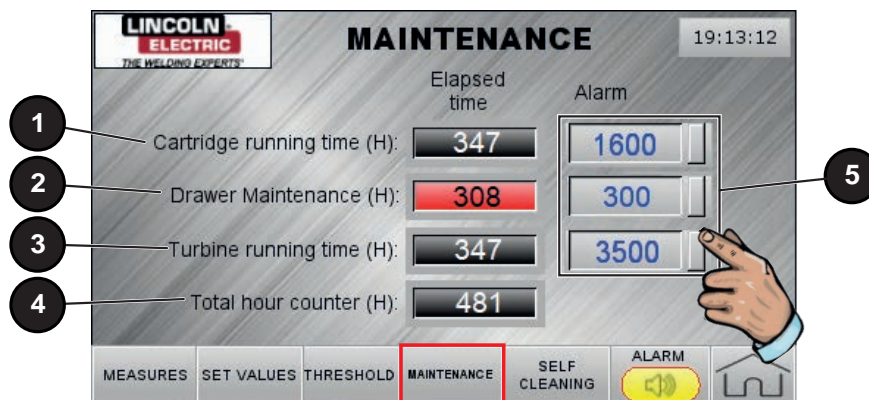 LINCOLN
ELECTRIC
THE WELDING EXPERTS®
MAINTENANCE
19:13:12
Elapsed
time
Alarm
1
Cartridge running time (H):
347
1600
2
Drawer Maintenance (H):
308
300
5
3
Turbine running time (H):
347
3500
4
Total hour counter (H):
481
MEASURES
SET VALUES
THRESHOLD
MAINTENANCE
SELF
CLEANING
ALARM